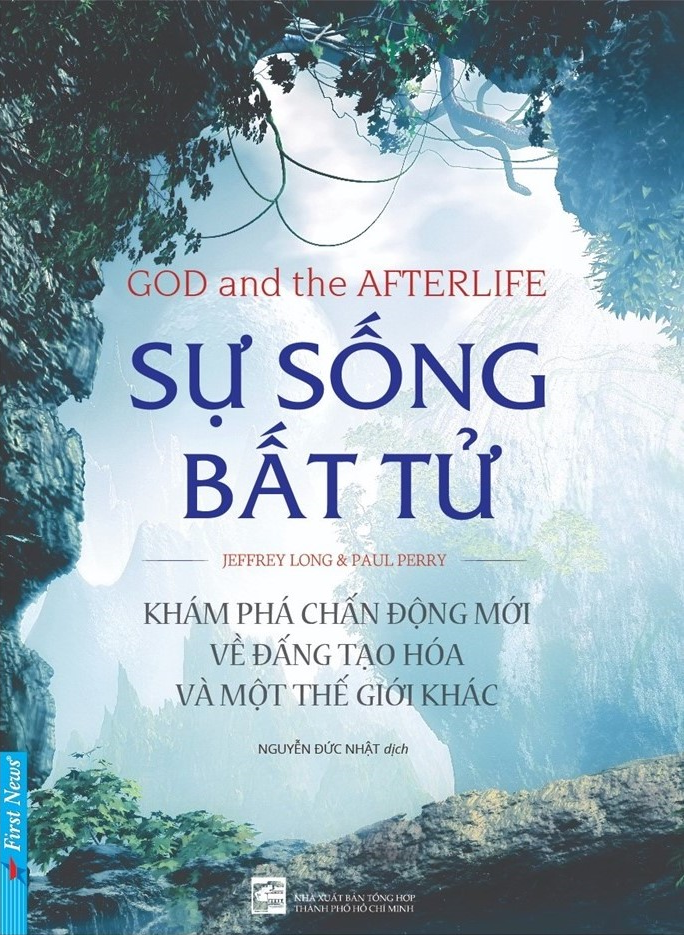 GOD and the AFTERLIFE
SỰ SỐNG
BẤT TỬ
JEFFREY LONG & PAUL PERRY
KHÁM PHÁ CHẤN ĐỘNG MỚI
VỀ ĐẤNG TẠO HÓA
VÀ MỘT THẾ GIỚI KHÁC
NGUYỄN ĐỨC NHẬT dịch
First News®
NHÀ XUẤT BẢN TỔNG HỢP
THÀNH PHỐ HỒ CHÍ MINH